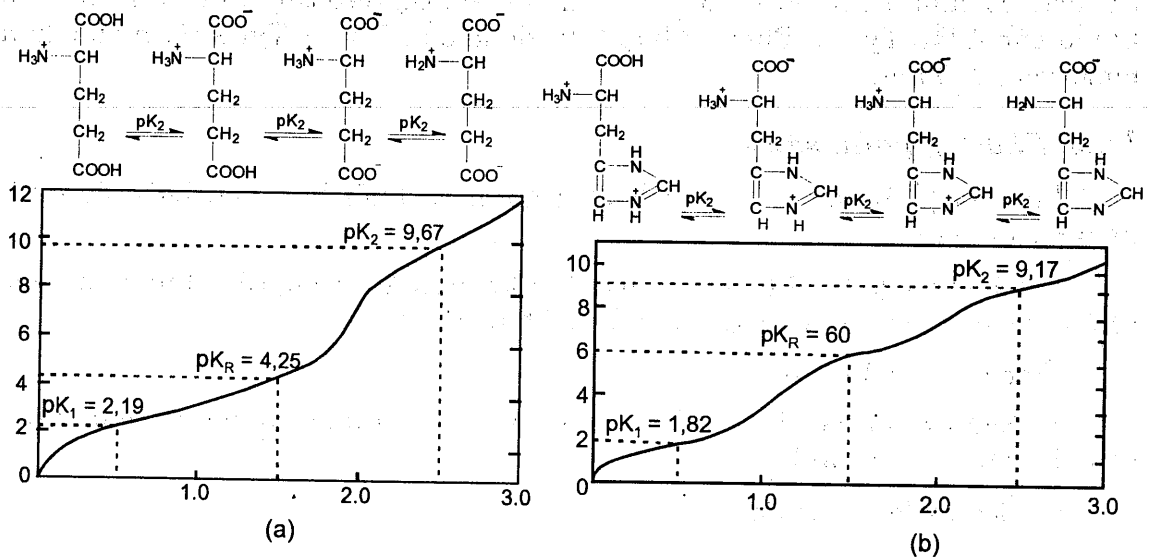 COOH
H3N+—CH
CH2
CH2
COOH
pK2
COO-
H3N+—CH
CH2
CH2
COOH
pK2
COO-
H3N+—CH
CH2
CH2
COO-
pK2
COO-
H2N+—CH
CH2
CH2
COO-
12
10
8
6
4
2
0
pK2 = 9,67
pKR = 4,25
pK1 = 2,19
1.0
2.0
3.0
(a)
COOH
H3N+—CH
CH2
H
C—N
CH
C—N+
H H
pK2
COO-
H3N+—CH
CH2
H
C—N
CH
CH—N+
H H
pK2
COO-
H3N+—CH
CH2
H
C—N
CH
C—N+
H
pK2
COO-
H2N—CH
CH2
H
C—N
CH
C—N
H
10
8
6
4
2
0
pK2 = 9,17
pKR = 60
pK1 = 1,82
1.0
2.0
3.0
(b)